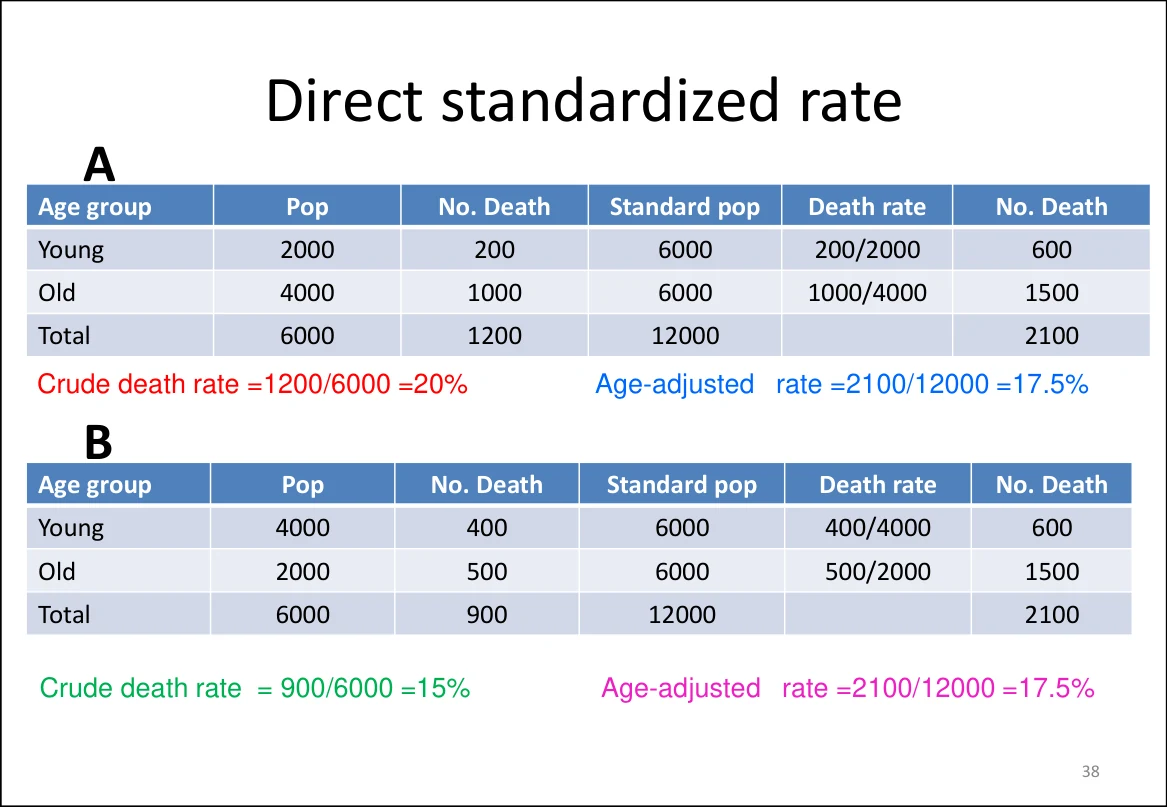 Direct standardized rate
A
Age group Pop No. Death Standard pop Death rate No. Death
Young 2000 200 6000 200/2000 600
Old 4000 1000 6000 1000/4000 1500
Total 6000 1200 12000 2100
Crude death rate =1200/6000 =20% Age-adjusted rate =2100/12000 =17.5%
B
Age group Pop No. Death Standard pop Death rate No. Death
Young 4000 400 6000 400/4000 600
Old 2000 500 6000 500/2000 1500
Total 6000 900 12000 2100
Crude death rate = 900/6000 =15% Age-adjusted rate =2100/12000 =17.5%
38